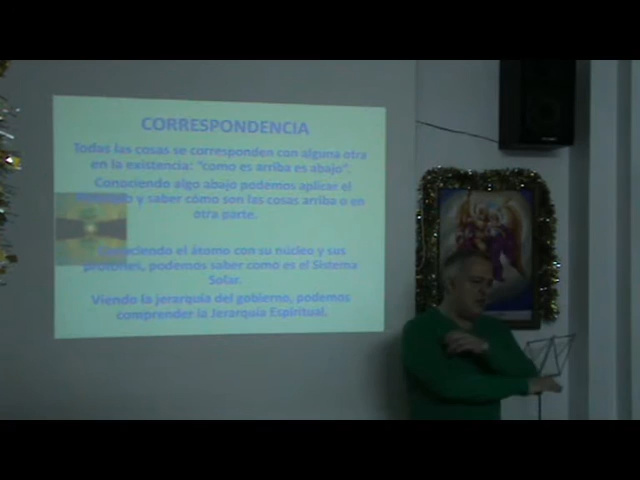 CORRESPONDENCIA
Todas las cosas se corresponden con alguna otra
en la existencia: "como es arriba es abajo".
Conociendo algo abajo podemos aplicar el
y saber cómo son las cosas arriba o en
otra parte.
Conociendo el átomo con su núcleo y sus
protones, podemos saber como es el Sistema
Solar.
Viendo la jerarquía del gobierno, podemos
comprender la Jerarquía Espiritual.